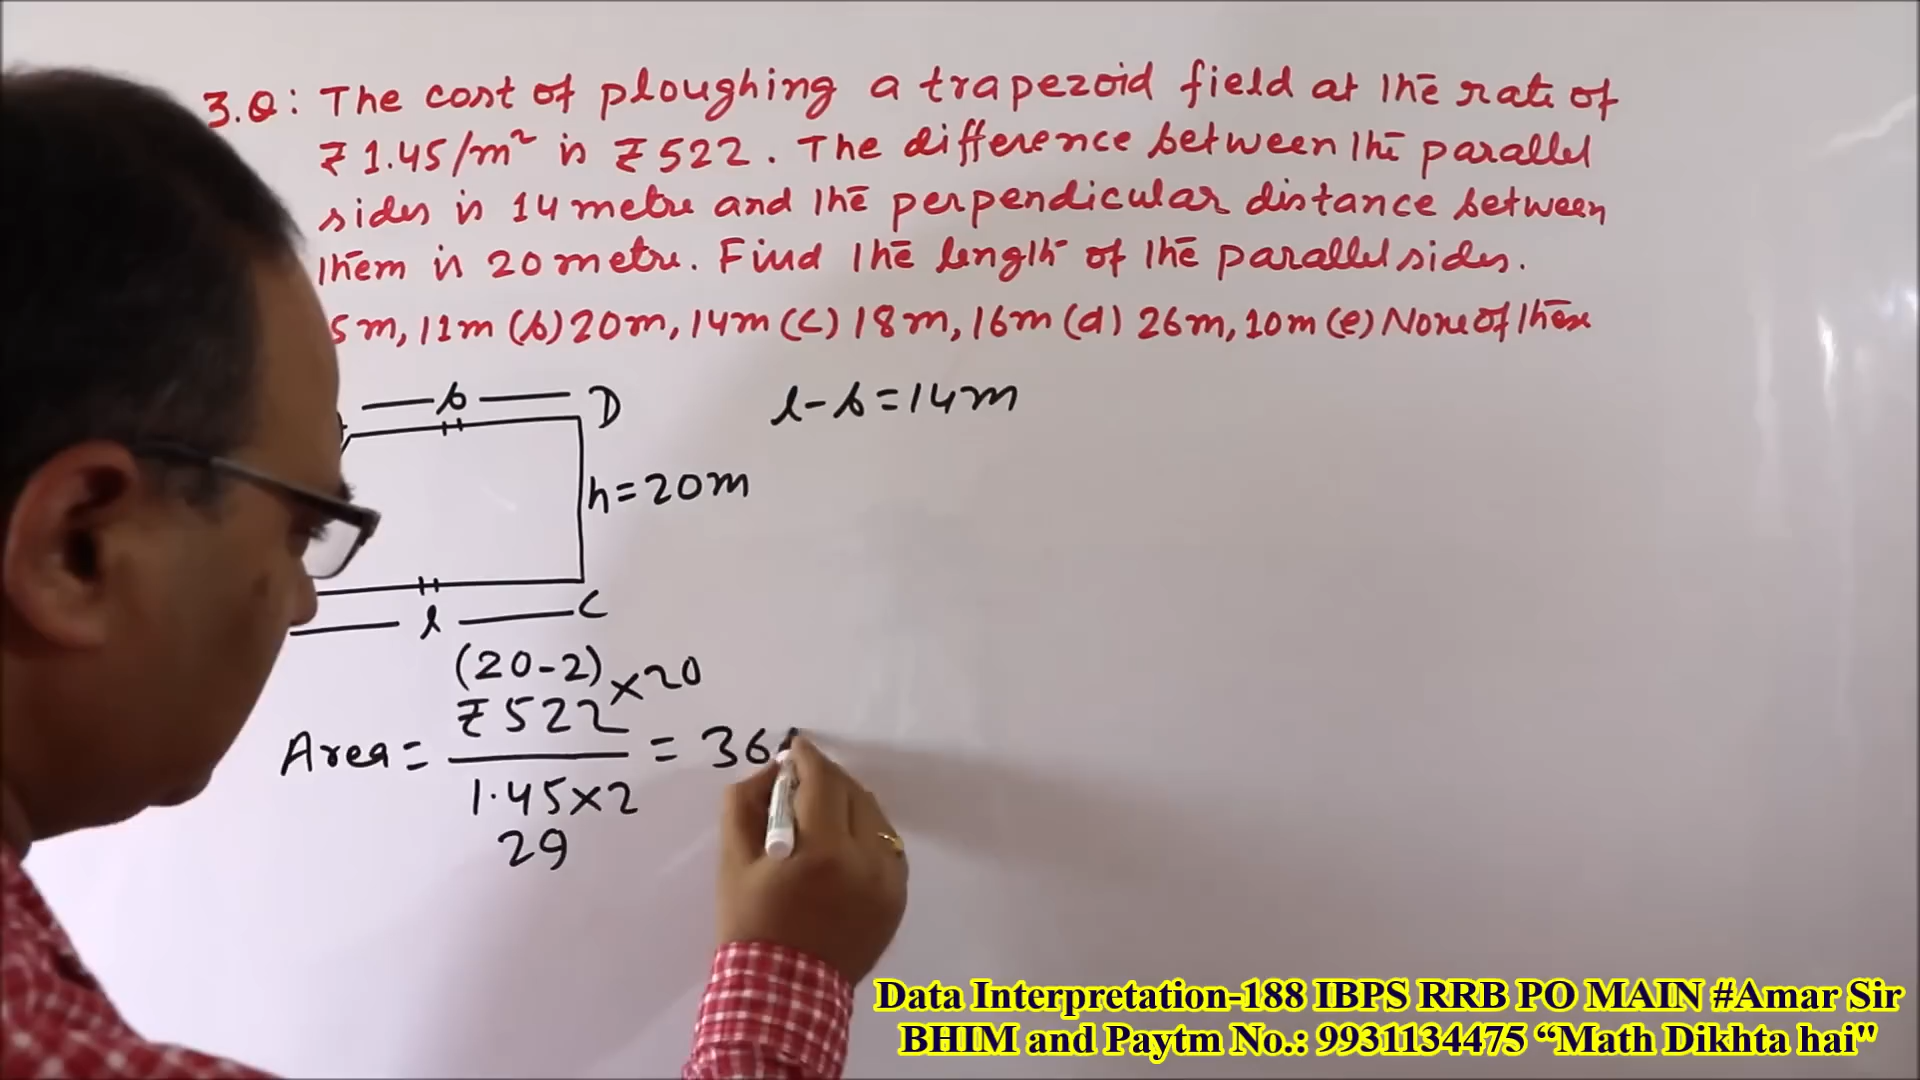 3.Q: The cost of ploughing a trapezoid field at the rate of
₹1.45/m² is ₹522. The difference between the parallel
sides is 14 metre and the perpendicular distance between
them is 20 metre. Find the length of the parallel sides.
5m, 11m (b) 20m, 14m (c) 18m, 16m (d) 26m, 10m (e) None of these
b D
l-b=14m
h=20m
l C
(20-2) ×20
₹522
Area= = 36
1.45×2
29
Data Interpretation-188 IBPS RRB PO MAIN #Amar Sir
BHIM and Paytm No.: 9931134475 “Math Dikhta hai"